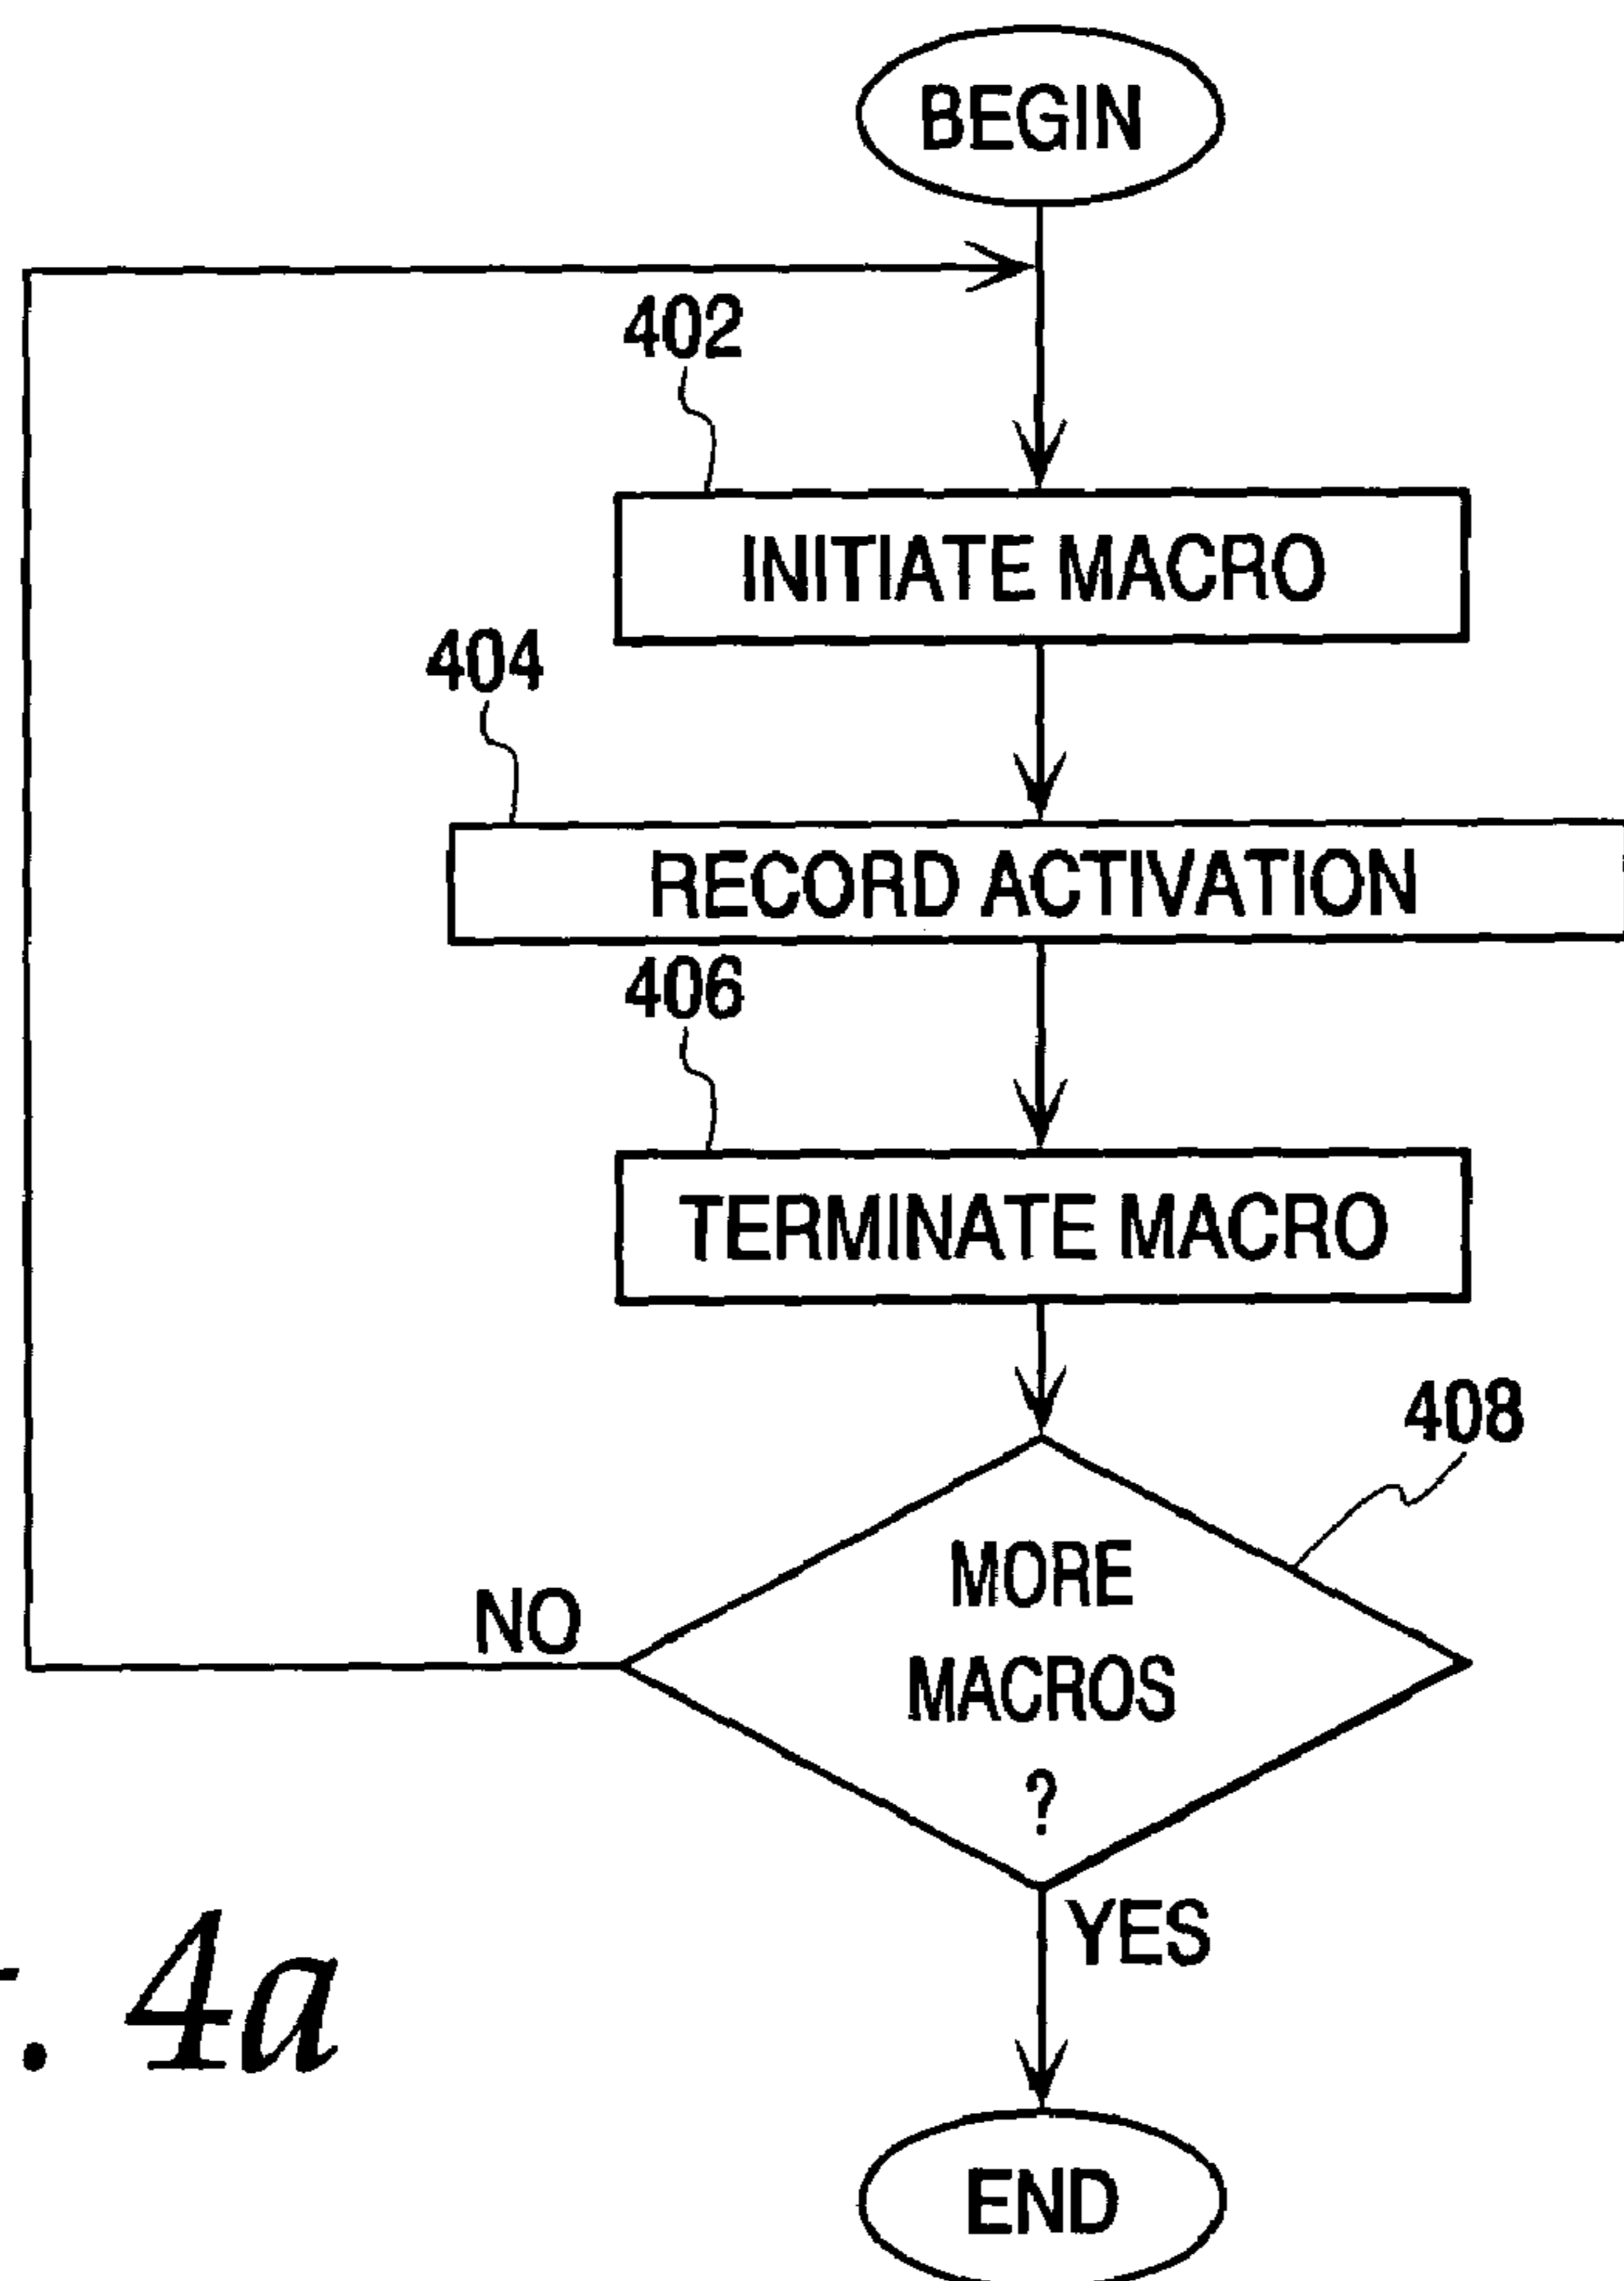 BEGIN
402
INITIATE MACRO
404
RECORD ACTIVATION
406
TERMINATE MACRO
408
MORE
MACROS
?
NO
YES
4a
END